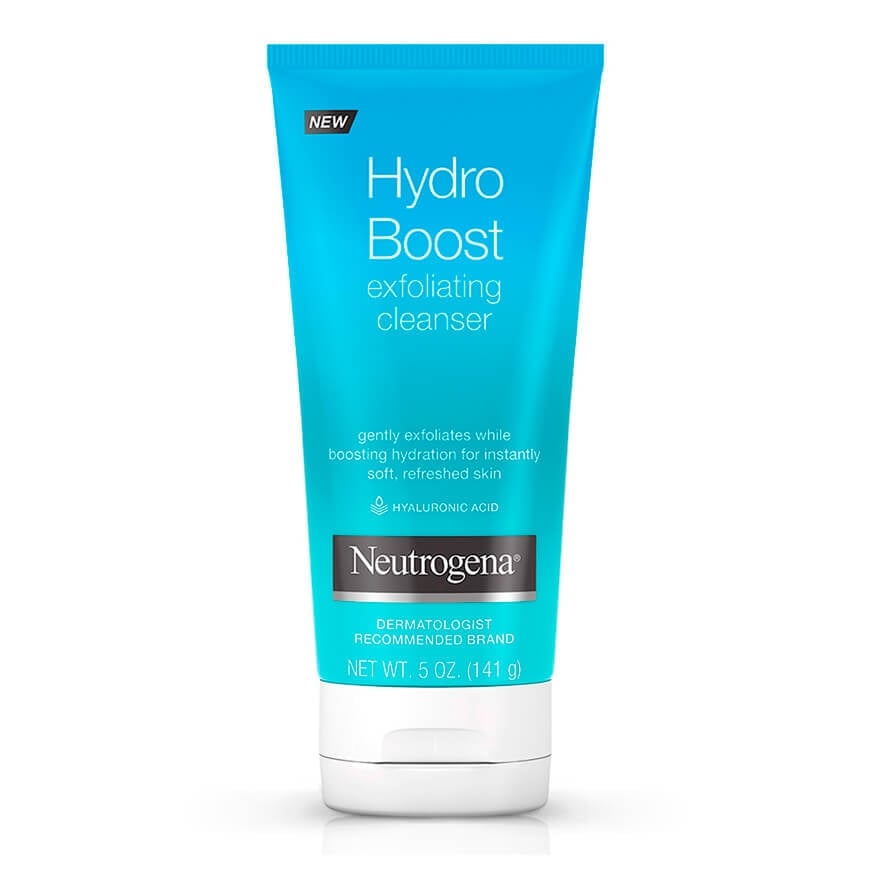 NEW
Hydro
Boost
exfoliating
cleanser
gently exfoliates while
boosting hydration for instantly
soft, refreshed skin
HYALURONIC ACID
Neutrogena®
DERMATOLOGIST
RECOMMENDED BRAND
NET WT. 5 OZ. (141 g)